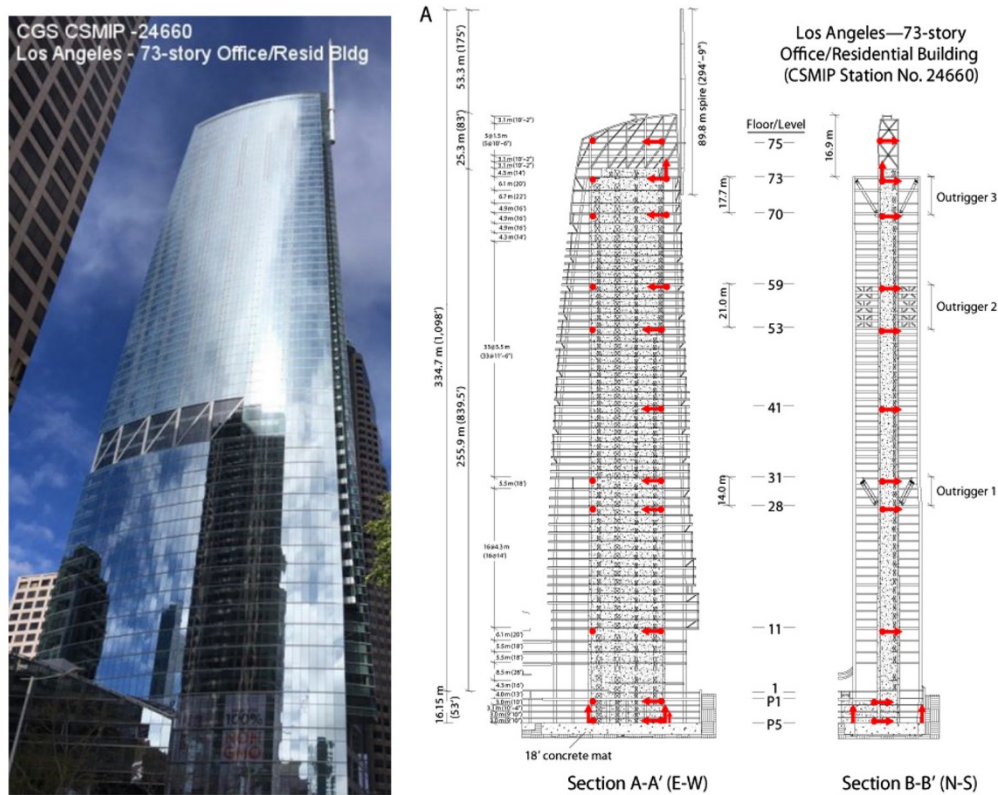 CGS CSMIP -24660
Los Angeles - 73-story Office/Resid Bldg
100%
NON
GMO
A
Los Angeles—73-story
Office/Residential Building
(CSMIP Station No. 24660)
53.3 m (175")
25.3 m (83')
334.7 m (1,098')
255.9 m (839.5")
16.15 m
(53')
3.1 m (10'-2")
5@1.5 m
(5@10'-6")
3.1 m (10'-2")
3.1 m (10'-2")
4.3 m (14')
6.1 m (20')
6.7 m (22')
4.9 m (16')
4.9 m (16')
4.9 m (16')
4.3 m (14')
33@3.5 m
(33@11'-6")
5.5 m (18')
16@4.3 m
(16@14')
6.1 m (20')
5.5 m (18')
5.5 m (18')
8.5 m (28')
4.0 m (13')
89.8 m spire (294'-9")
Floor/Level
75
73
70
59
53
41
31
28
11
1
P1
P5
17.7 m
21.0 m
14.0 m
16.9 m
Outrigger 3
Outrigger 2
Outrigger 1
18' concrete mat
Section A-A' (E-W)
Section B-B' (N-S)